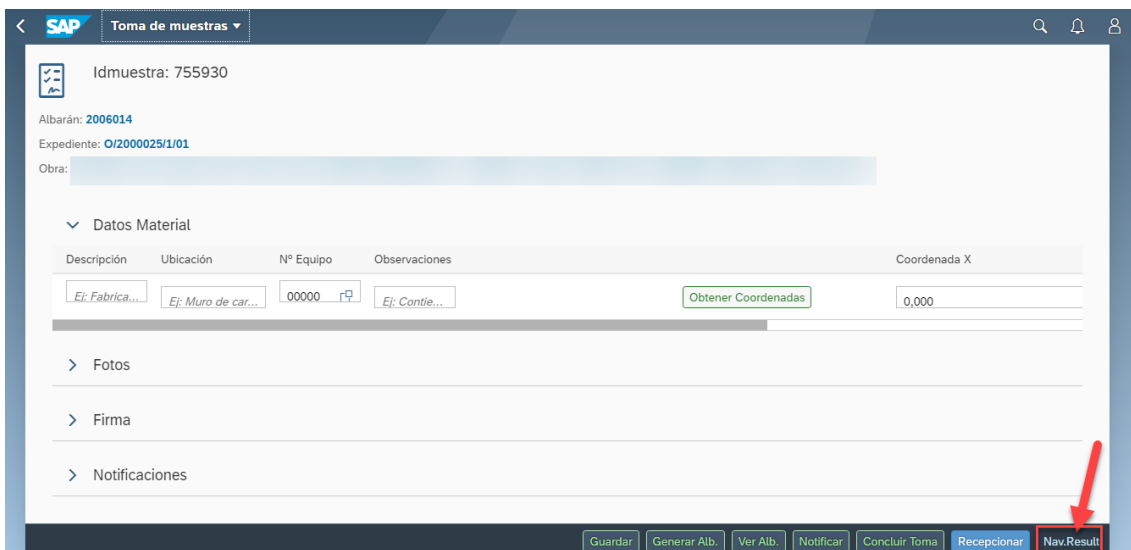 SAP Toma de muestras
Idmuestra: 755930
Albarán: 2006014
Expediente: O/2000025/1/01
Obra:
Datos Material
Descripción Ubicación Nº Equipo Observaciones Coordenada X
Ej: Fabrica... Ej: Muro de car... 00000 Ej: Contie... Obtener Coordenadas 0,000
Fotos
Firma
Notificaciones
Guardar Generar Alb. Ver Alb. Notificar Concluir Toma Recepcionar Nav.Result